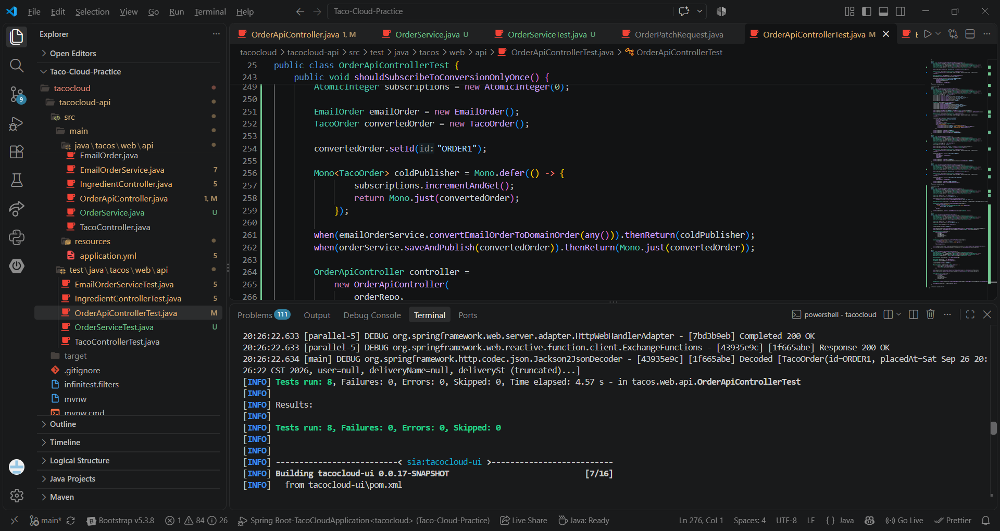 File Edit Selection View Go Run Terminal Help
Taco-Cloud-Practice
Explorer
Open Editors
Taco-Cloud-Practice
tacocloud
tacocloud-api
src
main
java\tacos\web\api
EmailOrder.java
EmailOrderService.java 7
IngredientController.java 5
OrderApiController.java 1, M
OrderService.java U
TacoController.java
resources
application.yml 5
test\java\tacos\web\api
EmailOrderServiceTest.java 5
IngredientControllerTest.java 5
OrderApiControllerTest.java M
OrderServiceTest.java U
TacoControllerTest.java
target
.gitignore
infinitest.filters
mvnw
mvnw.cmd
Outline
Timeline
Logical Structure
Java Projects
Maven
9
OrderApiController.java 1, M
OrderService.java U
OrderServiceTest.java U
OrderPatchRequest.java
OrderApiControllerTest.java M
tacocloud > tacocloud-api > src > test > java > tacos > web > api > OrderApiControllerTest.java > OrderApiControllerTest
25 public class OrderApiControllerTest {
243 public void shouldSubscribeToConversionOnlyOnce() {
249 AtomicInteger subscriptions = new AtomicInteger(0);
250
251 EmailOrder emailOrder = new EmailOrder();
252 TacoOrder convertedOrder = new TacoOrder();
253
254 convertedOrder.setId(id: "ORDER1");
255
256 Mono<TacoOrder> coldPublisher = Mono.defer(() -> {
257 subscriptions.incrementAndGet();
258 return Mono.just(convertedOrder);
259 });
260
261 when(emailOrderService.convertEmailOrderToDomainOrder(any())).thenReturn(coldPublisher);
262 when(orderService.saveAndPublish(convertedOrder)).thenReturn(Mono.just(convertedOrder));
263
264 OrderApiController controller =
265 new OrderApiController(
266 orderRepo,
Problems 111 Output Debug Console Terminal Ports
powershell - tacocloud
20:26:22.633 [parallel-5] DEBUG org.springframework.web.server.adapter.HttpWebHandlerAdapter - [7bd3b9eb] Completed 200 OK
20:26:22.633 [parallel-5] DEBUG org.springframework.web.reactive.function.client.ExchangeFunctions - [43935e9c] [1f665abe] Response 200 OK
20:26:22.634 [main] DEBUG org.springframework.http.codec.json.Jackson2JsonDecoder - [43935e9c] [1f665abe] Decoded [TacoOrder(id=ORDER1, placedAt=Sat Sep 26 20:
26:22 CST 2026, user=null, deliveryName=null, deliverySt (truncated)...]
[INFO] Tests run: 8, Failures: 0, Errors: 0, Skipped: 0, Time elapsed: 4.57 s - in tacos.web.api.OrderApiControllerTest
[INFO]
[INFO] Results:
[INFO]
[INFO] Tests run: 8, Failures: 0, Errors: 0, Skipped: 0
[INFO]
[INFO]
[INFO] --------------------------< sia:tacocloud-ui >--------------------------
[INFO] Building tacocloud-ui 0.0.17-SNAPSHOT [7/16]
[INFO] from tacocloud-ui\pom.xml
main* Bootstrap v5.3.8 1 84 26 Spring Boot-TacoCloudApplication<tacocloud> (Taco-Cloud-Practice) Live Share Java: Ready Ln 276, Col 1 Spaces: 4 UTF-8 LF { } Java Go Live Prettier